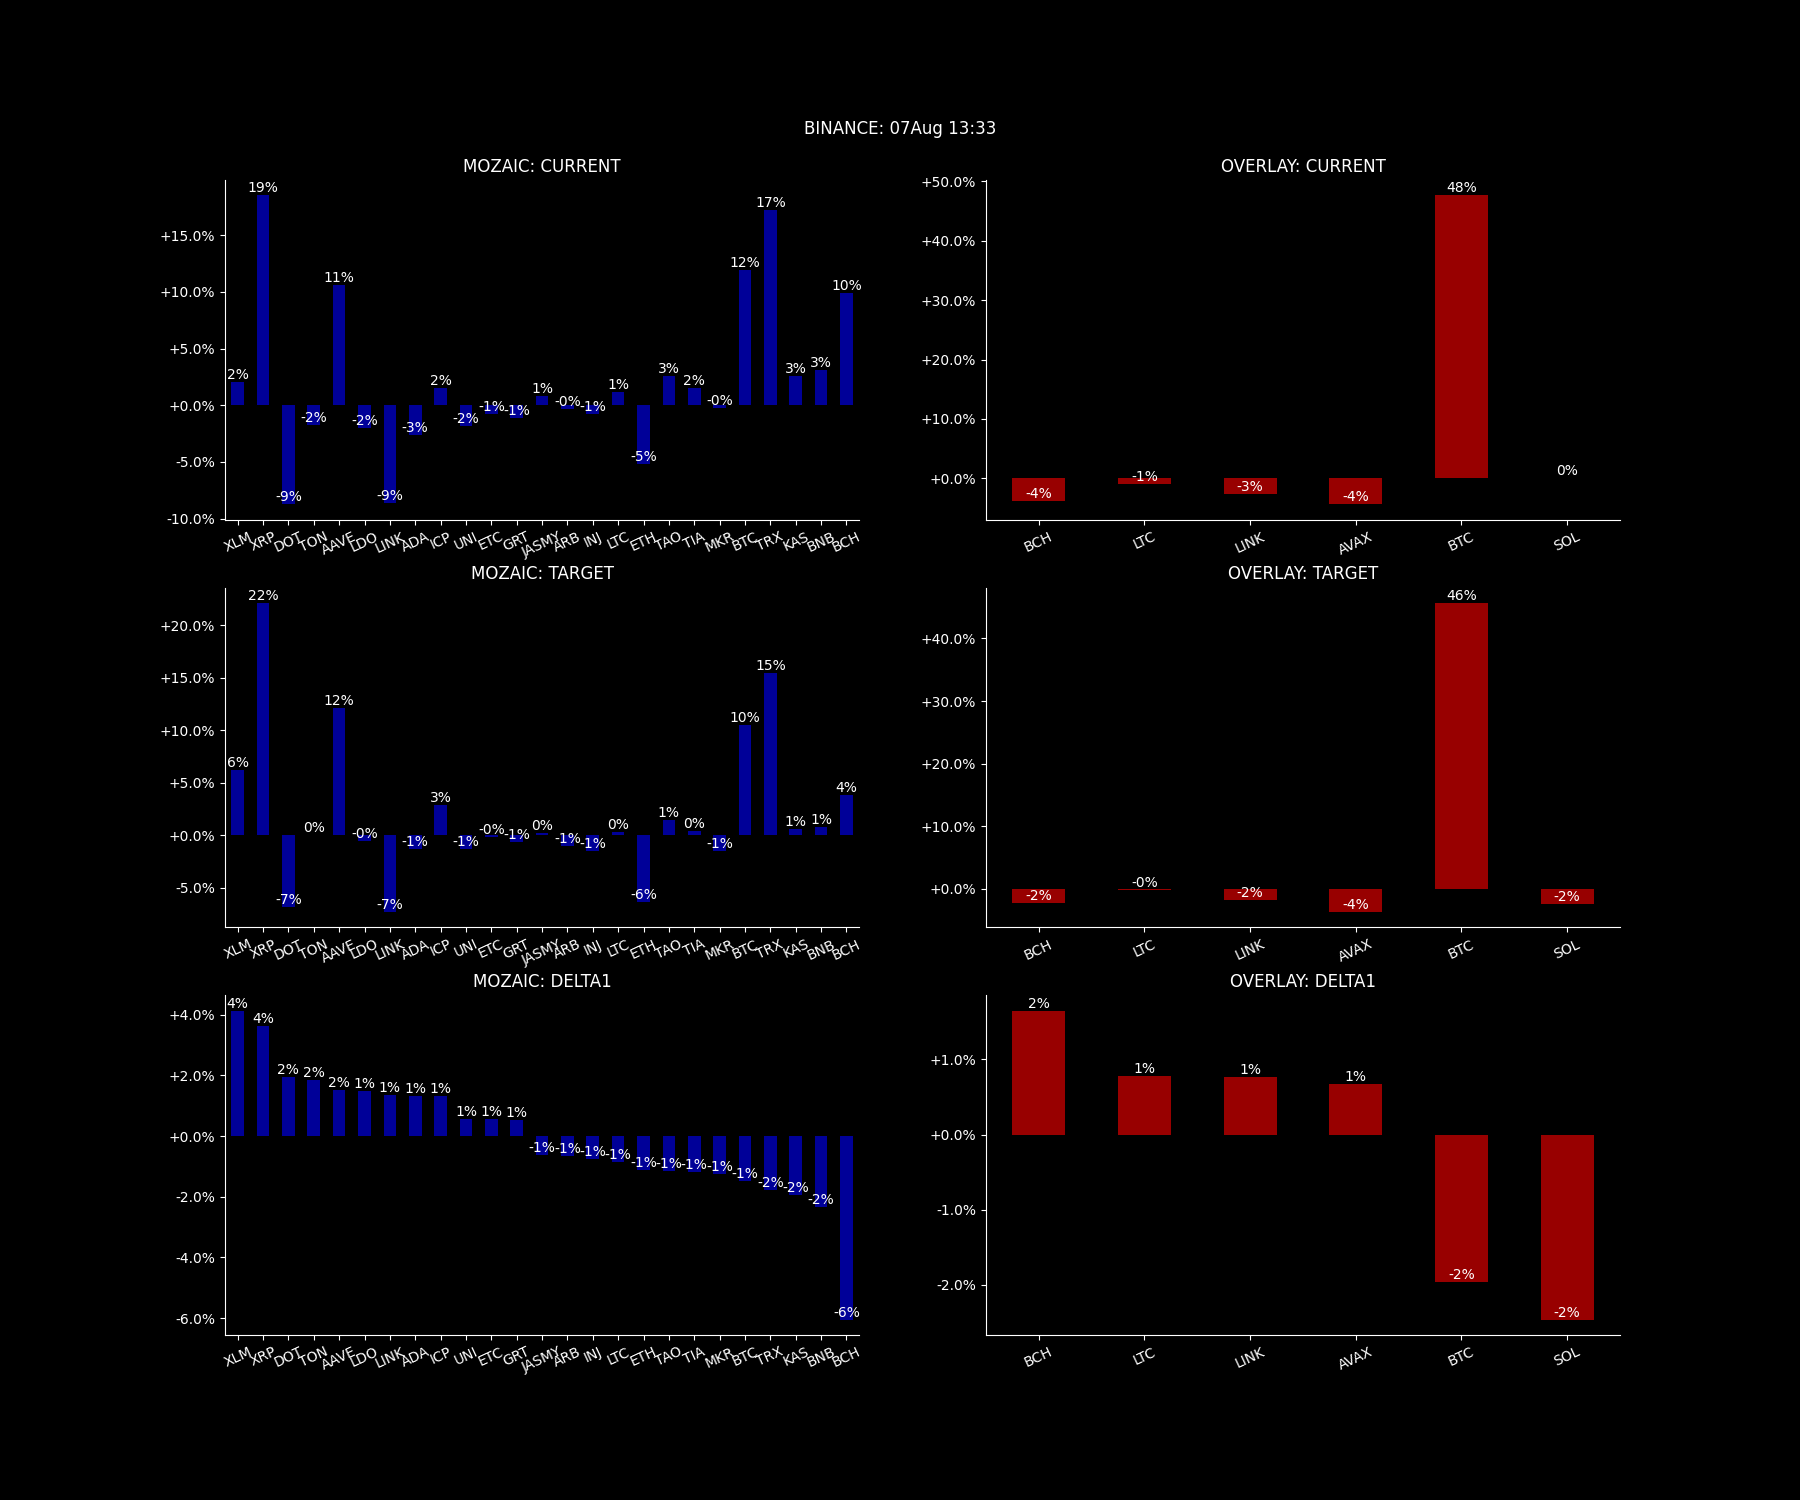 BINANCE: 07Aug 13:33
MOZAIC: CURRENT
+15.0%
+10.0%
+5.0%
+0.0%
-5.0%
-10.0%
2% 19% -9% -2% 11% -2% -9% -3% 2% -2% -1% -1% 1% -0% -1% 1% -5% 3% 2% -0% 12% 17% 3% 3% 10%
XLM XRP DOT TON AAVE LDO LINK ADA ICP UNI ETC GRT JASMY ARB INJ LTC ETH TAO TIA MKR BTC TRX KAS BNB BCH
OVERLAY: CURRENT
+50.0%
+40.0%
+30.0%
+20.0%
+10.0%
+0.0%
-4% -1% -3% -4% 48% 0%
BCH LTC LINK AVAX BTC SOL
MOZAIC: TARGET
+20.0%
+15.0%
+10.0%
+5.0%
+0.0%
-5.0%
6% 22% -7% 0% 12% -0% -7% -1% 3% -1% -0% -1% 0% -1% -1% 0% -6% 1% 0% -1% 10% 15% 1% 1% 4%
XLM XRP DOT TON AAVE LDO LINK ADA ICP UNI ETC GRT JASMY ARB INJ LTC ETH TAO TIA MKR BTC TRX KAS BNB BCH
OVERLAY: TARGET
+40.0%
+30.0%
+20.0%
+10.0%
+0.0%
-2% -0% -2% -4% 46% -2%
BCH LTC LINK AVAX BTC SOL
MOZAIC: DELTA1
+4.0%
+2.0%
+0.0%
-2.0%
-4.0%
-6.0%
4% 4% 2% 2% 2% 1% 1% 1% 1% 1% 1% 1% -1% -1% -1% -1% -1% -1% -1% -1% -1% -2% -2% -2% -6%
XLM XRP DOT TON AAVE LDO LINK ADA ICP UNI ETC GRT JASMY ARB INJ LTC ETH TAO TIA MKR BTC TRX KAS BNB BCH
OVERLAY: DELTA1
+1.0%
+0.0%
-1.0%
-2.0%
2% 1% 1% 1% -2% -2%
BCH LTC LINK AVAX BTC SOL